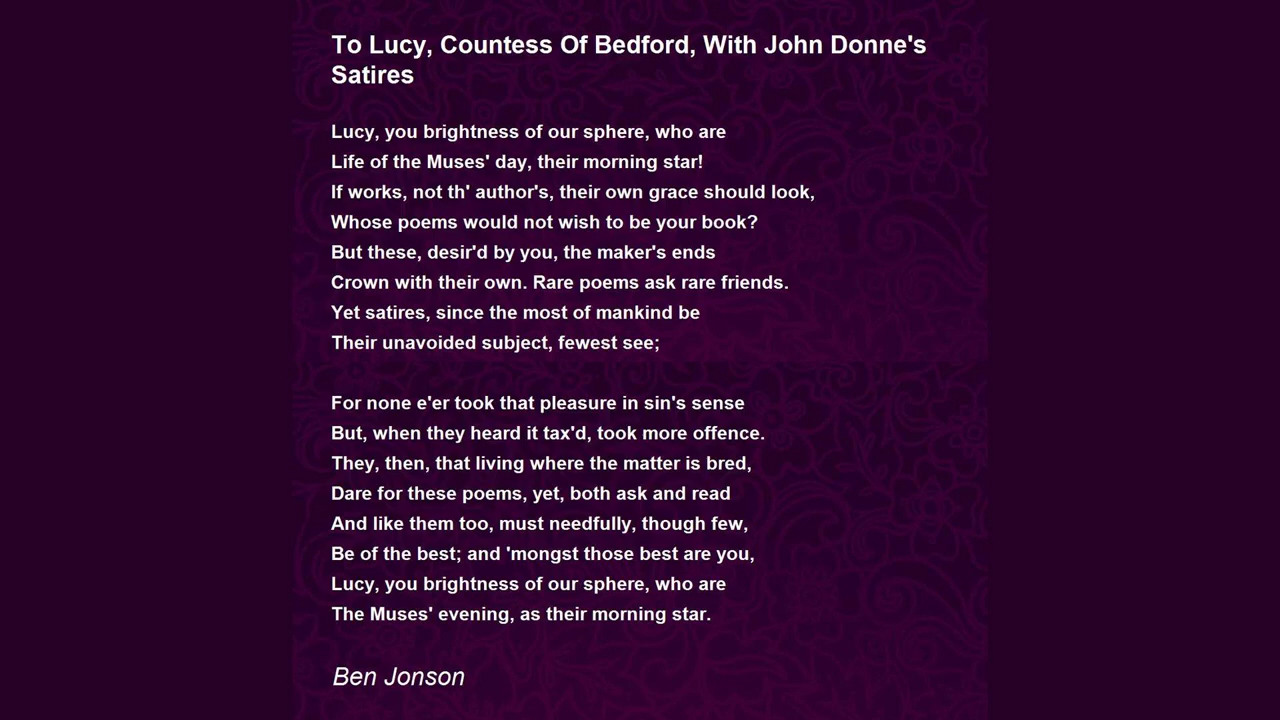 To Lucy, Countess Of Bedford, With John Donne's
Satires
Lucy, you brightness of our sphere, who are
Life of the Muses' day, their morning star!
If works, not th' author's, their own grace should look,
Whose poems would not wish to be your book?
But these, desir'd by you, the maker's ends
Crown with their own. Rare poems ask rare friends.
Yet satires, since the most of mankind be
Their unavoided subject, fewest see;
For none e'er took that pleasure in sin's sense
But, when they heard it tax'd, took more offence.
They, then, that living where the matter is bred,
Dare for these poems, yet, both ask and read
And like them too, must needfully, though few,
Be of the best; and 'mongst those best are you,
Lucy, you brightness of our sphere, who are
The Muses' evening, as their morning star.
Ben Jonson